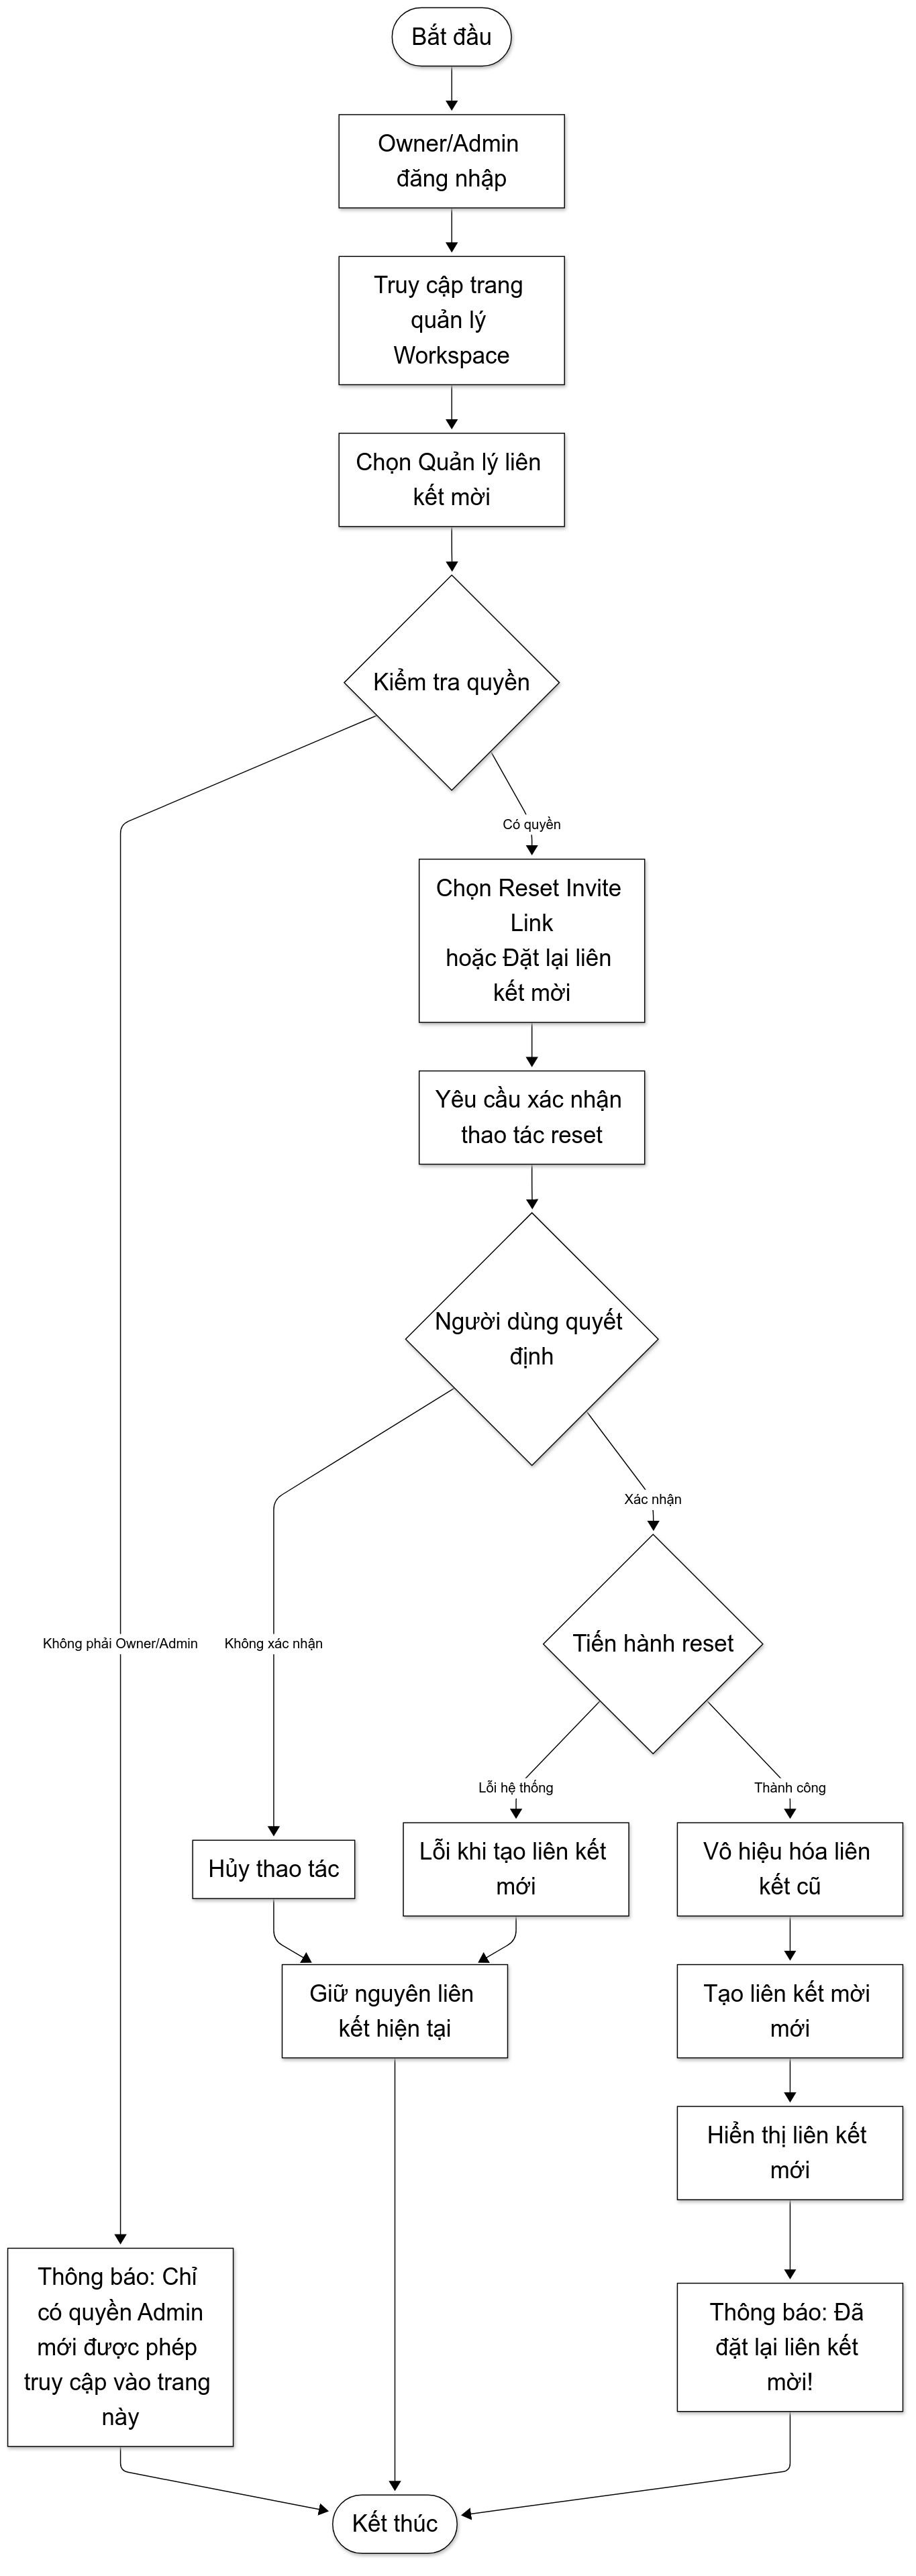 Bắt đầu
Owner/Admin
đăng nhập
Truy cập trang
quản lý
Workspace
Chọn Quản lý liên
kết mời
Kiểm tra quyền
Có quyền
Chọn Reset Invite
Link
hoặc Đặt lại liên
kết mời
Yêu cầu xác nhận
thao tác reset
Người dùng quyết
định
Xác nhận
Không phải Owner/Admin
Không xác nhận
Tiến hành reset
Lỗi hệ thống
Thành công
Hủy thao tác
Lỗi khi tạo liên kết
mới
Vô hiệu hóa liên
kết cũ
Giữ nguyên liên
kết hiện tại
Tạo liên kết mời
mới
Hiển thị liên kết
mới
Thông báo: Chỉ
có quyền Admin
mới được phép
truy cập vào trang
này
Thông báo: Đã
đặt lại liên kết
mời!
Kết thúc